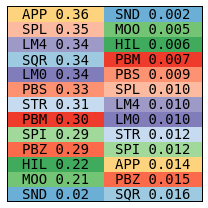 APP 0.36 SND 0.002
SPL 0.35 MOO 0.005
LM4 0.34 HIL 0.006
SQR 0.34 PBM 0.007
LM0 0.34 PBS 0.009
PBS 0.33 SPL 0.010
STR 0.31 LM4 0.010
PBM 0.30 LM0 0.010
SPI 0.29 STR 0.012
PBZ 0.29 SPI 0.012
HIL 0.22 APP 0.014
MOO 0.21 PBZ 0.015
SND 0.02 SQR 0.016